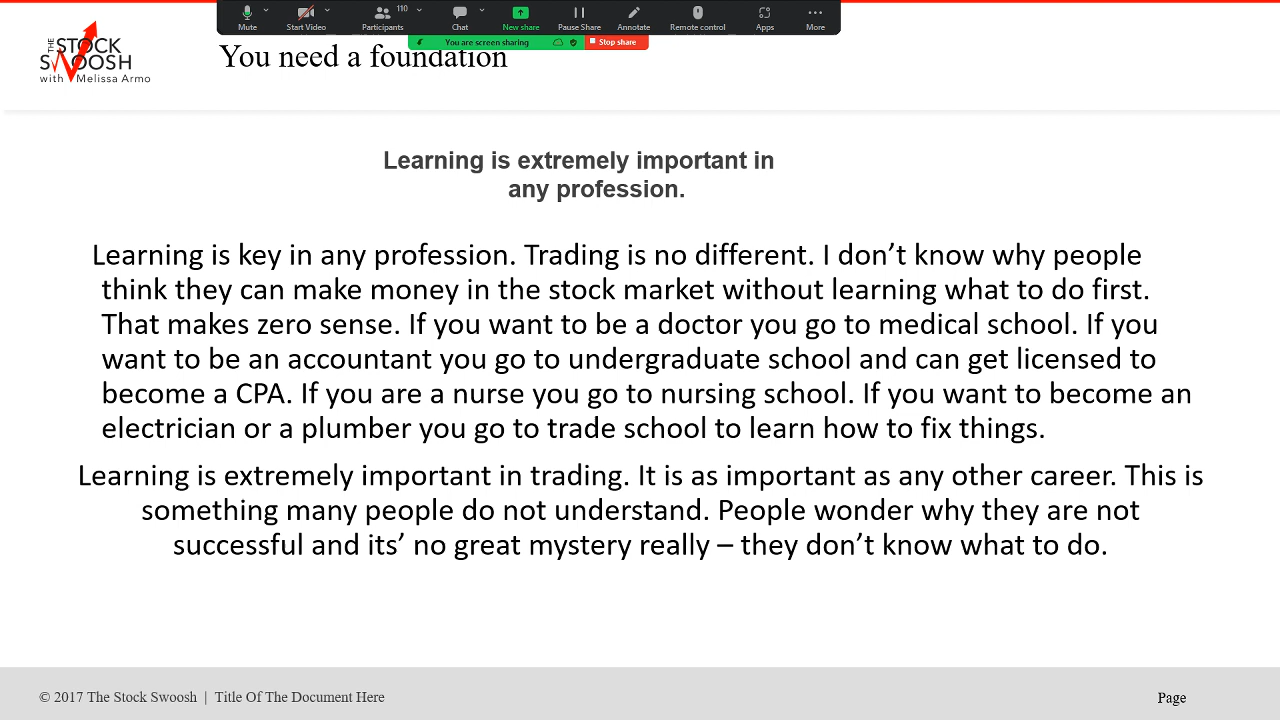 Mute
Start Video
Participants
110
Chat
New share
Pause Share
Annotate
Remote control
Apps
More
You are screen sharing
Stop share
THE STOCK
SWOOSH
with Melissa Armo
You need a foundation
Learning is extremely important in
any profession.
Learning is key in any profession. Trading is no different. I don’t know why people
think they can make money in the stock market without learning what to do first.
That makes zero sense. If you want to be a doctor you go to medical school. If you
want to be an accountant you go to undergraduate school and can get licensed to
become a CPA. If you are a nurse you go to nursing school. If you want to become an
electrician or a plumber you go to trade school to learn how to fix things.
Learning is extremely important in trading. It is as important as any other career. This is
something many people do not understand. People wonder why they are not
successful and its’ no great mystery really – they don’t know what to do.
© 2017 The Stock Swoosh | Title Of The Document Here
Page